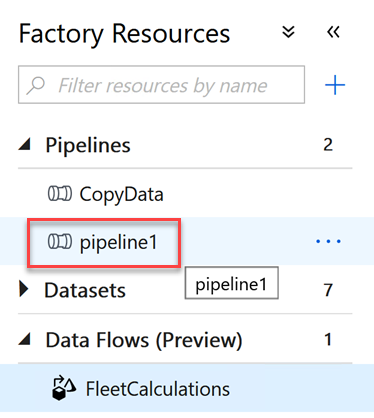 Factory Resources
Filter resources by name
Pipelines 2
CopyData
pipeline1
pipeline1
Datasets 7
Data Flows (Preview) 1
FleetCalculations